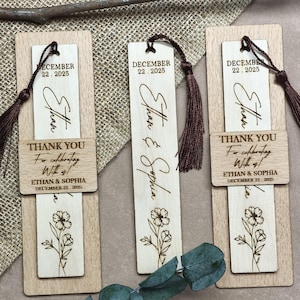 DECEMBER
22 . 2025
Ethan
THANK YOU
For celebrating
With us!
ETHAN & SOPHIA
DECEMBER 22, 2025
DECEMBER
22 . 2025
Ethan & Sophia
DECEMBER
22 . 2025
Ethan
THANK YOU
For celebrating
With us!
ETHAN & SOPHIA
DECEMBER 22, 2025